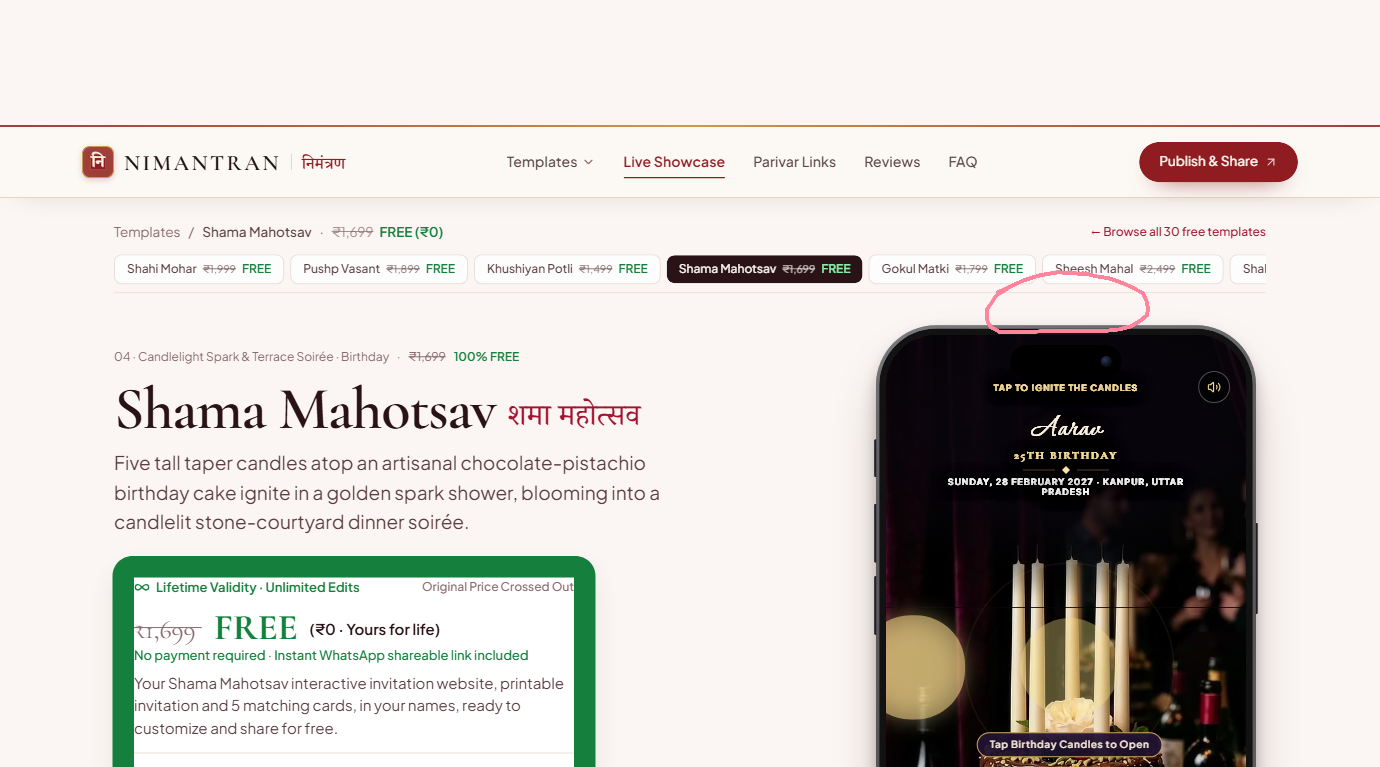 नि NIMANTRAN निमंत्रण Templates Live Showcase Parivar Links Reviews FAQ Publish & Share
Templates / Shama Mahotsav · ₹1,699 FREE (₹0) ← Browse all 30 free templates
Shahi Mohar ₹1,999 FREE Pushp Vasant ₹1,899 FREE Khushiyan Potli ₹1,499 FREE Shama Mahotsav ₹1,699 FREE Gokul Matki ₹1,799 FREE Sheesh Mahal ₹2,499 FREE
04 · Candlelight Spark & Terrace Soirée · Birthday · ₹1,699 100% FREE
Shama Mahotsav शमा महोत्सव
Five tall taper candles atop an artisanal chocolate-pistachio
birthday cake ignite in a golden spark shower, blooming into a
candlelit stone-courtyard dinner soirée.
∞ Lifetime Validity · Unlimited Edits Original Price Crossed Out
₹1,699 FREE (₹0 · Yours for life)
No payment required · Instant WhatsApp shareable link included
Your Shama Mahotsav interactive invitation website, printable
invitation and 5 matching cards, in your names, ready to
customize and share for free.
TAP TO IGNITE THE CANDLES
Aarav
25TH BIRTHDAY
SUNDAY, 28 FEBRUARY 2027 · KANPUR, UTTAR
PRADESH
Tap Birthday Candles to Open